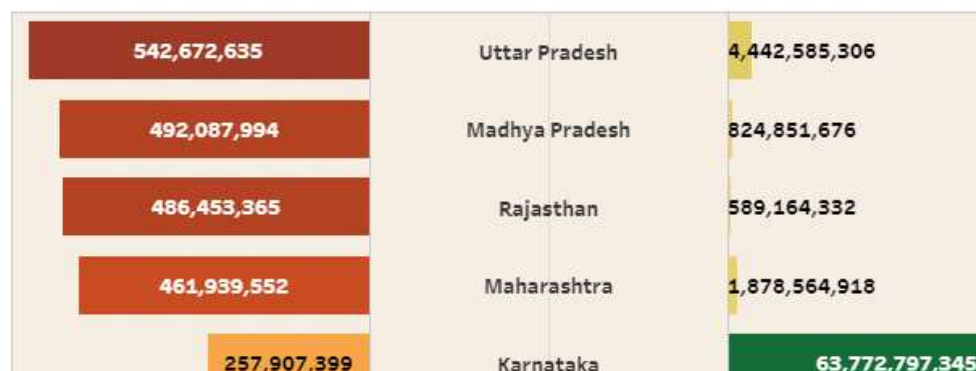 542,672,635 Uttar Pradesh 4,442,585,306
492,087,994 Madhya Pradesh 824,851,676
486,453,365 Rajasthan 589,164,332
461,939,552 Maharashtra 1,878,564,918
257,907,399 Karnataka 63,772,797,345